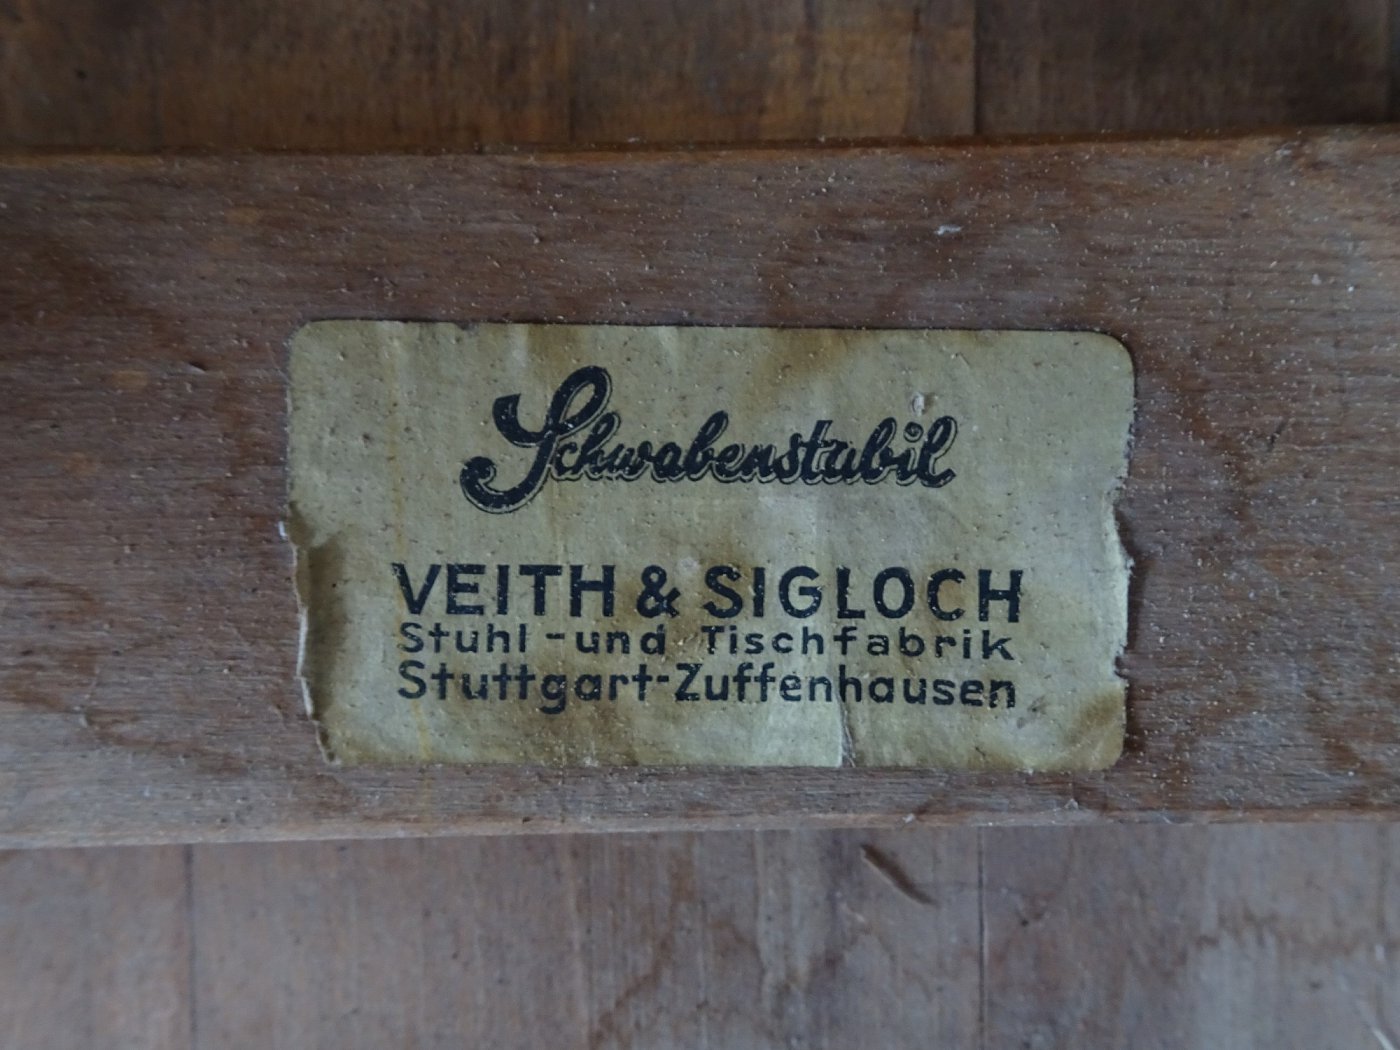 Schwabenstabil
VEITH & SIGLOCH
Stuhl-und Tischfabrik
Stuttgart-Zuffenhausen